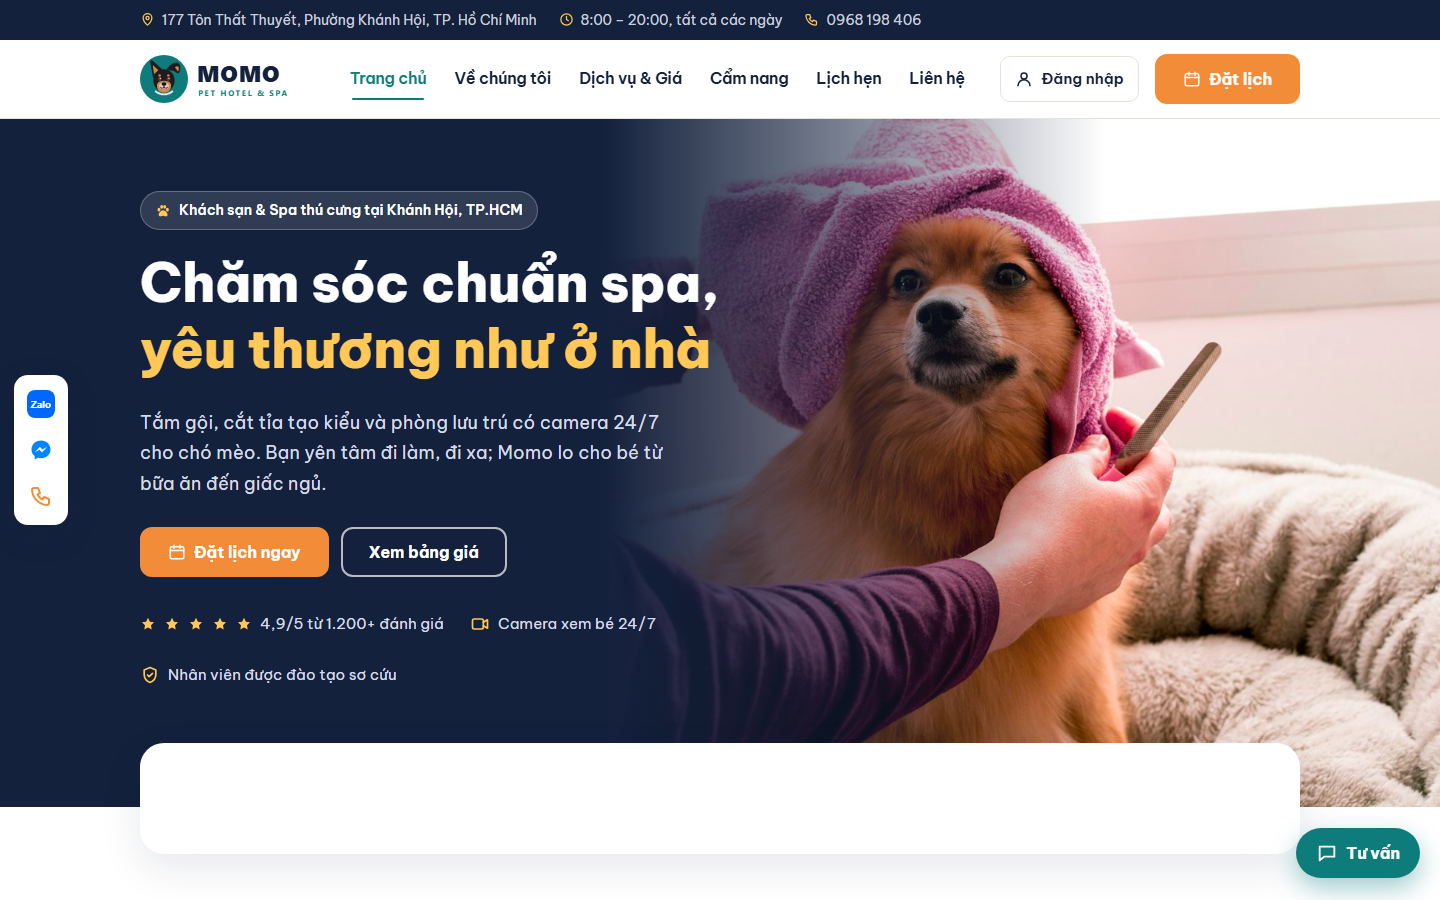 177 Tôn Thất Thuyết, Phường Khánh Hội, TP. Hồ Chí Minh
8:00 – 20:00, tất cả các ngày
0968 198 406
MOMO
PET HOTEL & SPA
Trang chủ
Về chúng tôi
Dịch vụ & Giá
Cẩm nang
Lịch hẹn
Liên hệ
Đăng nhập
Đặt lịch
Khách sạn & Spa thú cưng tại Khánh Hội, TP.HCM
Chăm sóc chuẩn spa,
yêu thương như ở nhà
Tắm gội, cắt tỉa tạo kiểu và phòng lưu trú có camera 24/7
cho chó mèo. Bạn yên tâm đi làm, đi xa; Momo lo cho bé từ
bữa ăn đến giấc ngủ.
Zalo
Đặt lịch ngay
Xem bảng giá
4,9/5 từ 1.200+ đánh giá
Camera xem bé 24/7
Nhân viên được đào tạo sơ cứu
Tư vấn